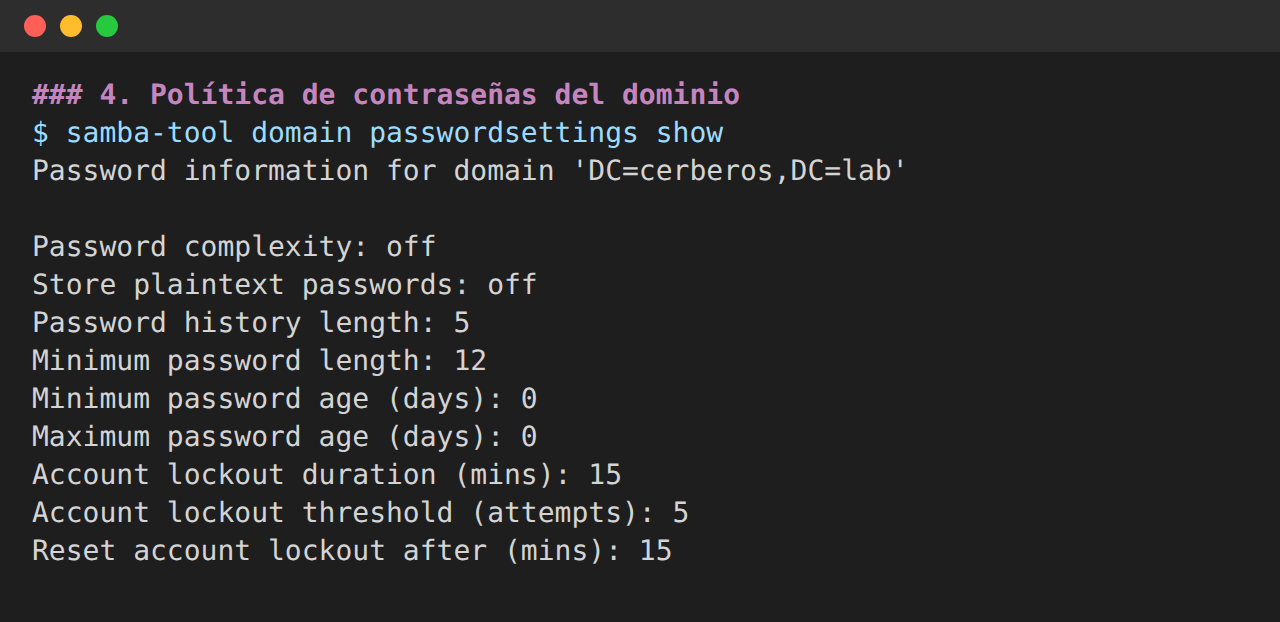 ### 4. Política de contraseñas del dominio
$ samba-tool domain passwordsettings show
Password information for domain 'DC=cerberos,DC=lab'

Password complexity: off
Store plaintext passwords: off
Password history length: 5
Minimum password length: 12
Minimum password age (days): 0
Maximum password age (days): 0
Account lockout duration (mins): 15
Account lockout threshold (attempts): 5
Reset account lockout after (mins): 15